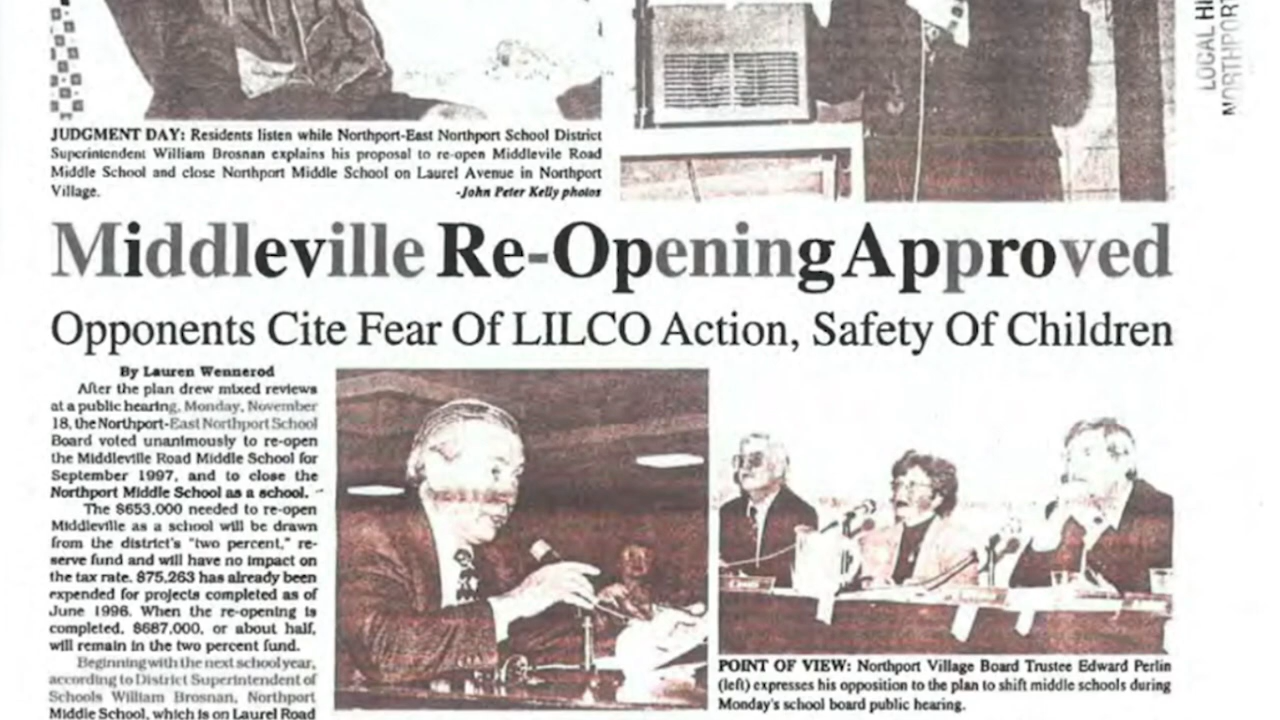 LOCAL HI
NORTHPORT
JUDGMENT DAY: Residents listen while Northport-East Northport School District
Superintendent William Brosnan explains his proposal to re-open Middlevile Road
Middle School and close Northport Middle School on Laurel Avenue in Northport
Village.
-John Peter Kelly photos
Middleville Re-Opening Approved
Opponents Cite Fear Of LILCO Action, Safety Of Children
By Lauren Wennerod
After the plan drew mixed reviews
at a public hearing, Monday, November
18, the Northport-East Northport School
Board voted unanimously to re-open
the Middleville Road Middle School for
September 1997, and to close the
Northport Middle School as a school.
The $653,000 needed to re-open
Middleville as a school will be drawn
from the district's "two percent," re-
serve fund and will have no impact on
the tax rate. $75,263 has already been
expended for projects completed as of
June 1996. When the re-opening is
completed, $687,000, or about half,
will remain in the two percent fund.
Beginning with the next school year,
according to District Superintendent of
Schools William Brosnan, Northport
Middle School, which is on Laurel Road
POINT OF VIEW: Northport Village Board Trustee Edward Perlin
(left) expresses his opposition to the plan to shift middle schools during
Monday's school board public hearing.